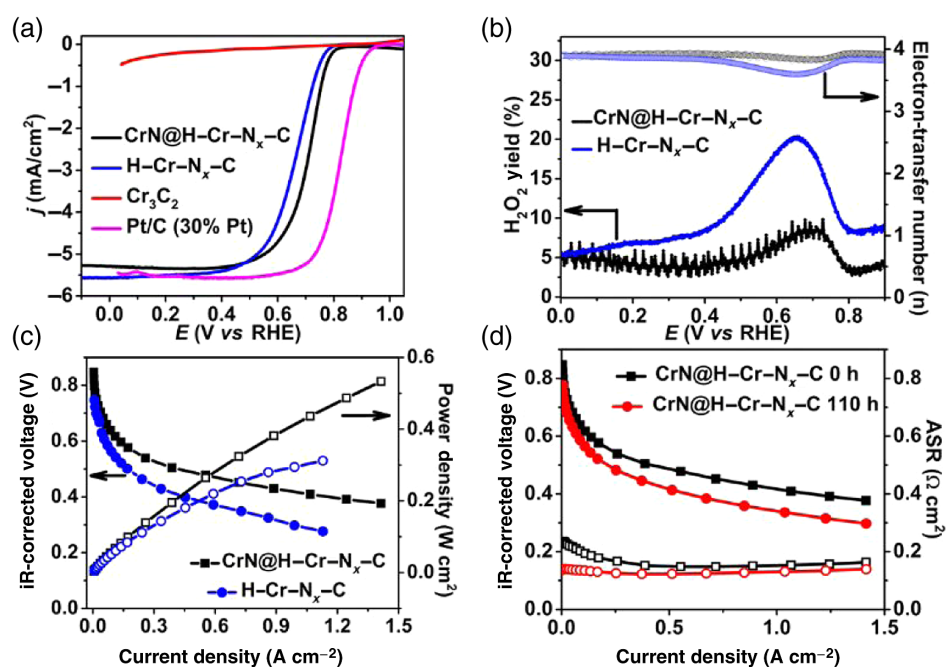 (a)
0
−1
−2
−3
−4
−5
−6
j (mA/cm²)
CrN@H−Cr−Nₓ−C
H−Cr−Nₓ−C
Cr₃C₂
Pt/C (30% Pt)
0.0 0.2 0.4 0.6 0.8 1.0
E (V vs RHE)
(b)
35
30
25
20
15
10
5
0
H₂O₂ yield (%)
CrN@H−Cr−Nₓ−C
H−Cr−Nₓ−C
4
3
2
1
0
Electron-transfer number (n)
0.0 0.2 0.4 0.6 0.8
E (V vs RHE)
(c)
0.8
0.6
0.4
0.2
0.0
iR-corrected voltage (V)
0.6
0.5
0.4
0.3
0.2
0.1
0.0
Power density (W cm²)
CrN@H−Cr−Nₓ−C
H−Cr−Nₓ−C
0.0 0.3 0.6 0.9 1.2 1.5
Current density (A cm⁻²)
(d)
0.8
0.6
0.4
0.2
0.0
iR-corrected voltage (V)
CrN@H−Cr−Nₓ−C 0 h
CrN@H−Cr−Nₓ−C 110 h
0.8
0.6
0.4
0.2
0.0
ASR (Ω cm²)
0.0 0.5 1.0 1.5
Current density (A cm⁻²)